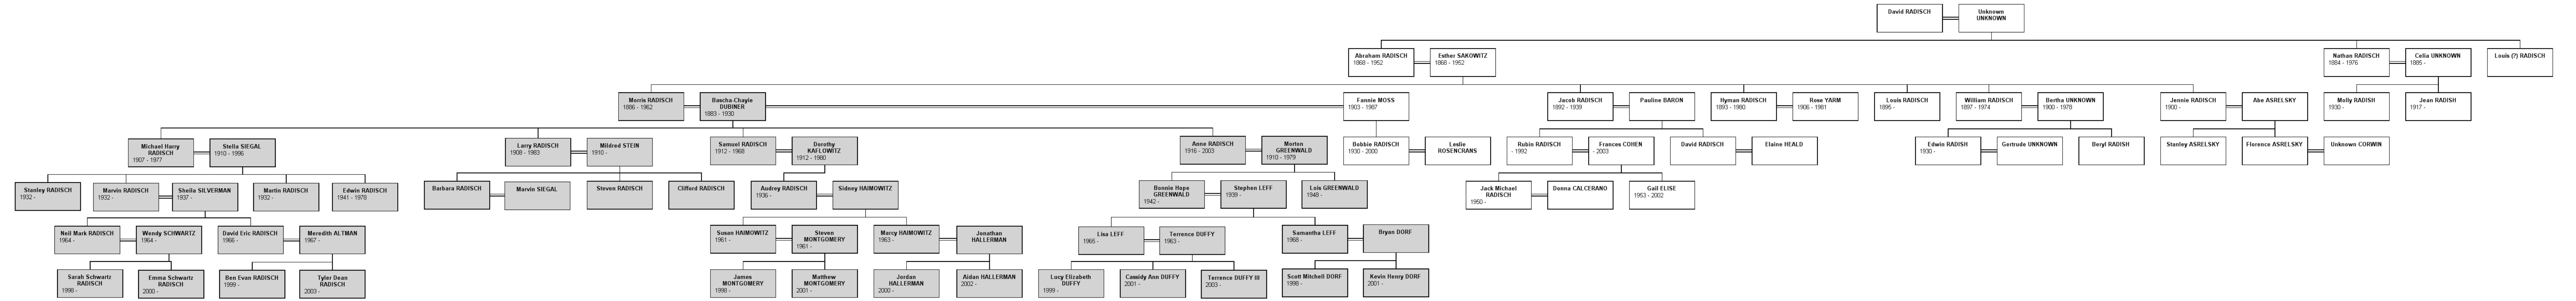 David RADISCH
Unknown
UNKNOWN
Abraham RADISCH
1868 - 1952
Esther SAKOWITZ
1868 - 1952
Nathan RADISCH
1884 - 1976
Celia UNKNOWN
1885 -
Louis (?) RADISCH
Morris RADISCH
1886 - 1962
Bascha-Chayie
DUBINER
1883 - 1930
Fannie MOSS
1903 - 1987
Jacob RADISCH
1892 - 1939
Pauline BARON
Hyman RADISCH
1893 - 1980
Rose YARM
1906 - 1981
Louis RADISCH
1895 -
William RADISCH
1897 - 1974
Bertha UNKNOWN
1900 - 1978
Jennie RADISCH
1900 -
Abe ASRELSKY
Molly RADISH
1930 -
Jean RADISH
1917 -
Michael Harry
RADISCH
1907 - 1977
Stella SIEGAL
1910 - 1996
Larry RADISCH
1908 - 1983
Mildred STEIN
1910 -
Samuel RADISCH
1912 - 1968
Dorothy
KAFLOWITZ
1912 - 1980
Anne RADISCH
1916 - 2003
Morton
GREENWALD
1910 - 1979
Bobbie RADISCH
- 1930 - 2000
Leslie
ROSENCRANS
Rubin RADISCH
- 1992
Frances COHEN
- 2003
David RADISCH
Elaine HEALD
Edwin RADISH
1930 -
Gertrude UNKNOWN
Beryl RADISH
Stanley ASRELSKY
Florence ASRELSKY
Unknown CORWIN
Stanley RADISCH
1932 -
Marvin RADISCH
1932 -
Sheila SILVERMAN
1937 -
Martin RADISCH
1932 -
Edwin RADISCH
1941 - 1978
Barbara RADISCH
Marvin SIEGAL
Steven RADISCH
Clifford RADISCH
Audrey RADISCH
1936 -
Sidney HAIMOWITZ
Bonnie Hope
GREENWALD
1942 -
Stephen LEFF
1939 -
Lois GREENWALD
1948 -
Jack Michael
RADISCH
1950 -
Donna CALCERANO
Gail ELISE
1953 - 2002
Neil Mark RADISCH
1964 -
Wendy SCHWARTZ
1964 -
David Eric RADISCH
1966 -
Meredith ALTMAN
1967 -
Susan HAIMOWITZ
1961 -
Steven
MONTGOMERY
1961 -
Marcy HAIMOWITZ
1963 -
Jonathan
HALLERMAN
Lisa LEFF
1965 -
Terrence DUFFY
1963 -
Samantha LEFF
1968 -
Bryan DORF
Sarah Schwartz
RADISCH
1998 -
Emma Schwartz
RADISCH
2000 -
Ben Evan RADISCH
1999 -
Tyler Dean
RADISCH
2003 -
James
MONTGOMERY
1998 -
Matthew
MONTGOMERY
2001 -
Jordan
HALLERMAN
2000 -
Aidan HALLERMAN
2002 -
Lucy Elizabeth
DUFFY
1999 -
Cassidy Ann DUFFY
2001 -
Terrence DUFFY III
2003 -
Scott Mitchell DORF
1998 -
Kevin Henry DORF
2001 -